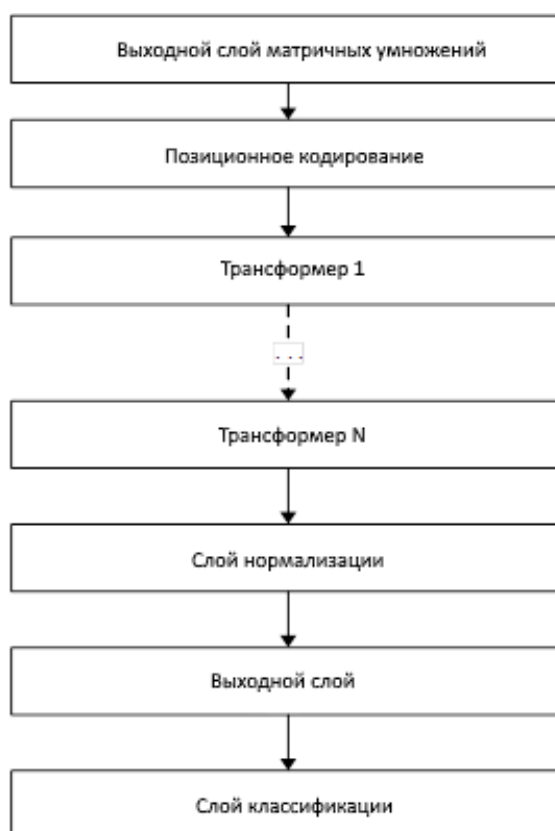 Выходной слой матричных умножений
Позиционное кодирование
Трансформер 1
. . .
Трансформер N
Слой нормализации
Выходной слой
Слой классификации